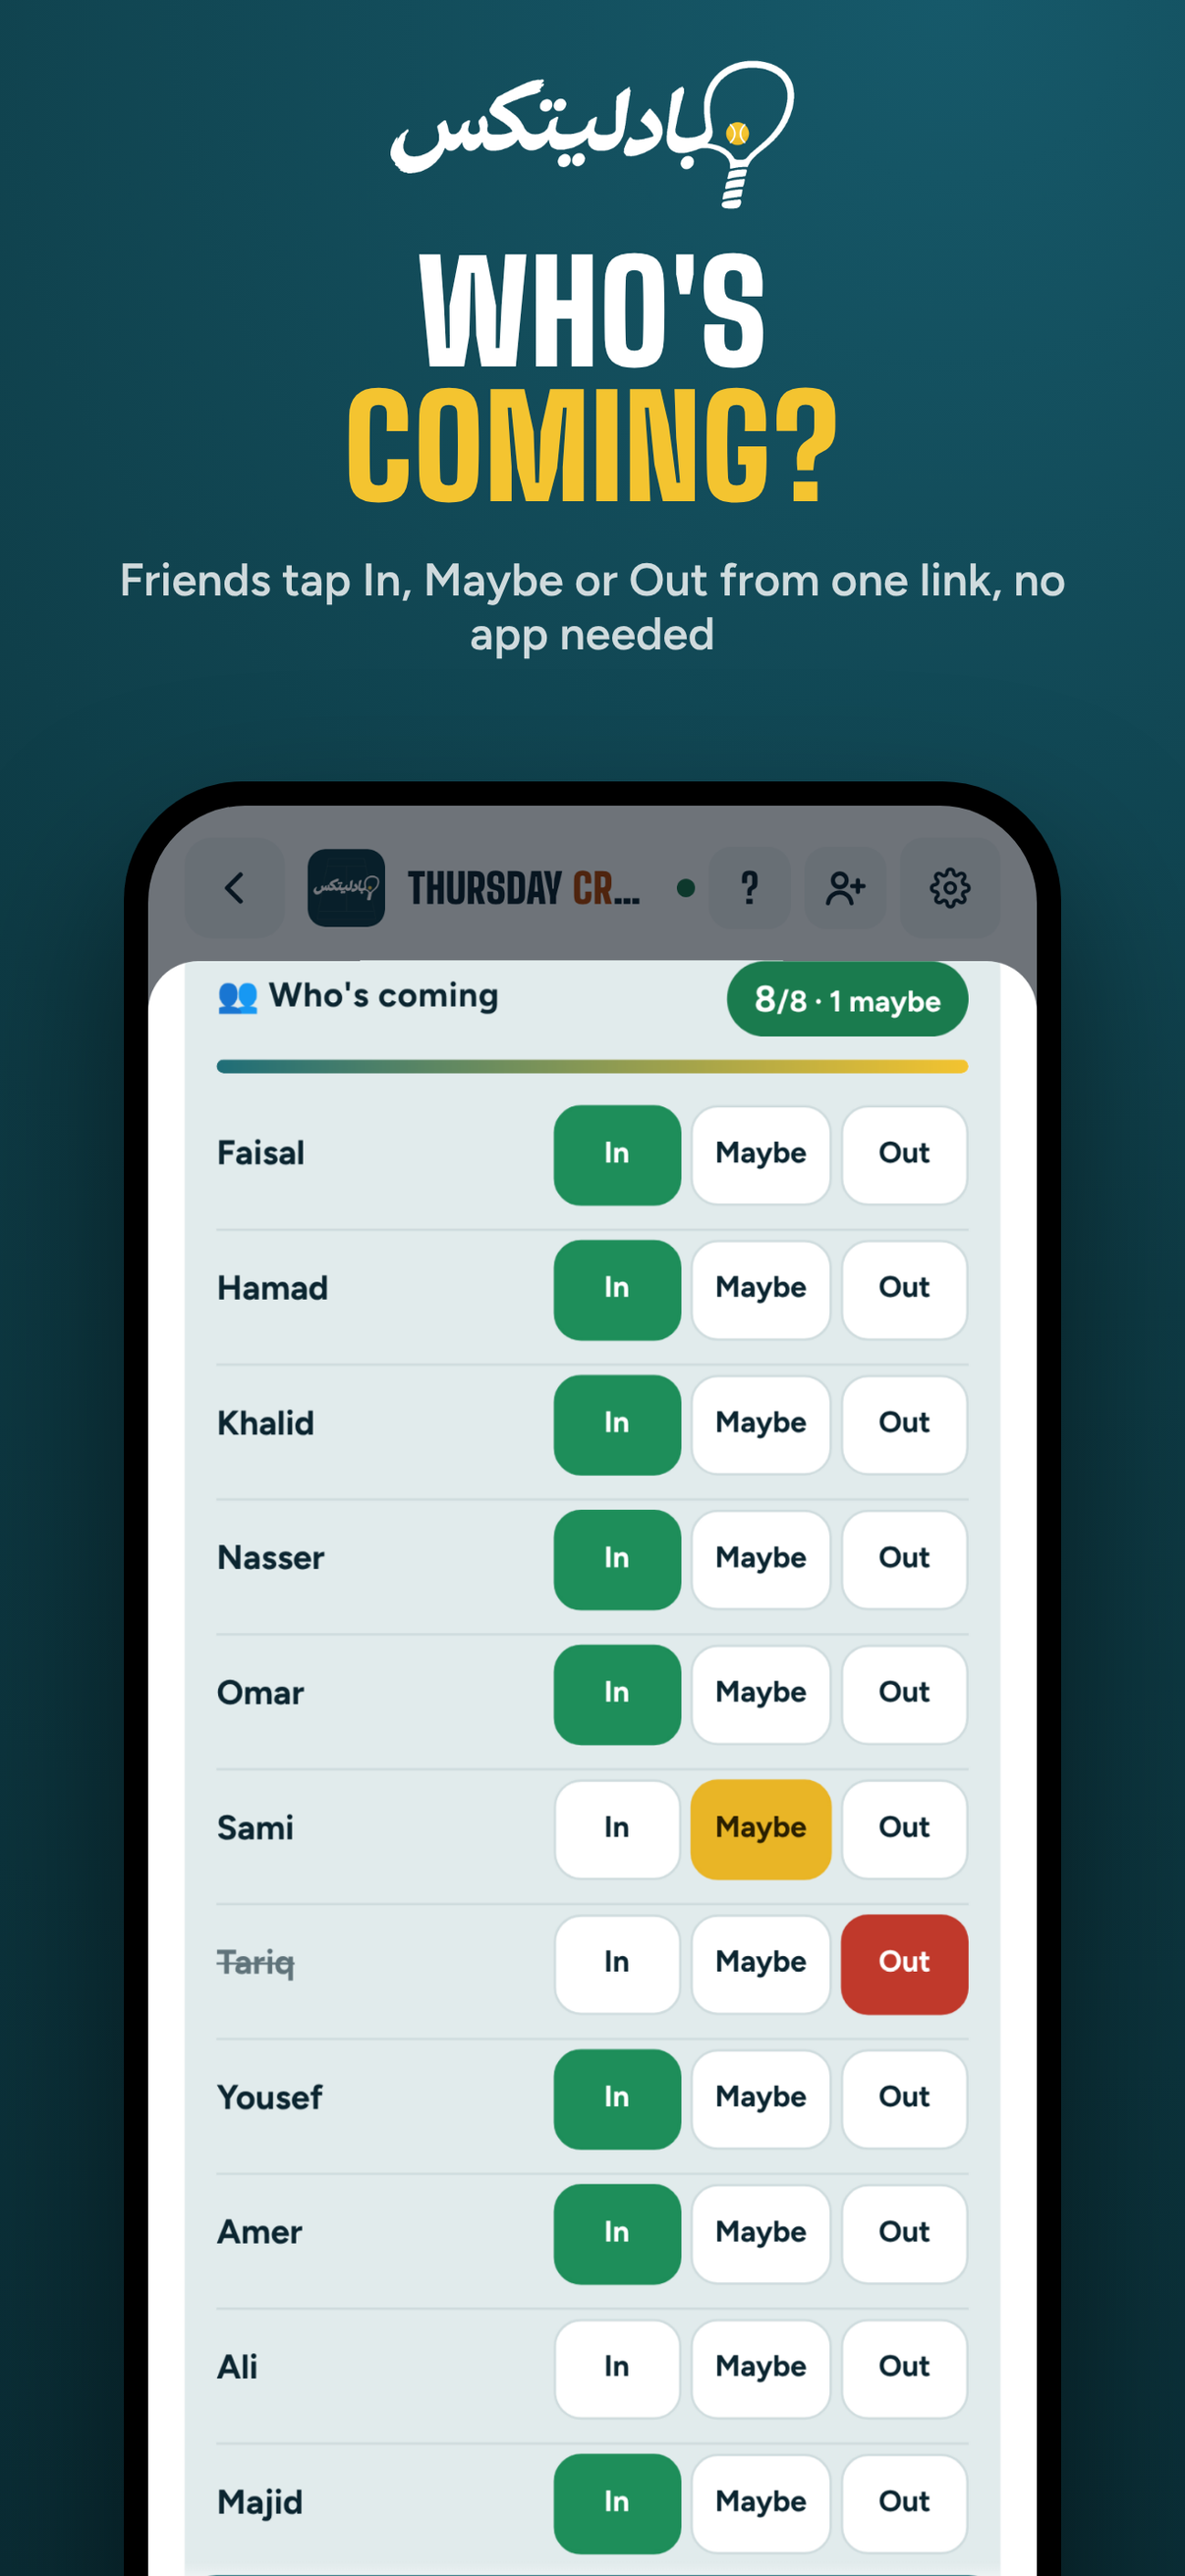 بادليتكس
WHO'S
COMING?
Friends tap In, Maybe or Out from one link, no
app needed
بادليتكس THURSDAY CR... ?
👥 Who's coming 8/8 · 1 maybe
Faisal In Maybe Out
Hamad In Maybe Out
Khalid In Maybe Out
Nasser In Maybe Out
Omar In Maybe Out
Sami In Maybe Out
Tariq In Maybe Out
Yousef In Maybe Out
Amer In Maybe Out
Ali In Maybe Out
Majid In Maybe Out